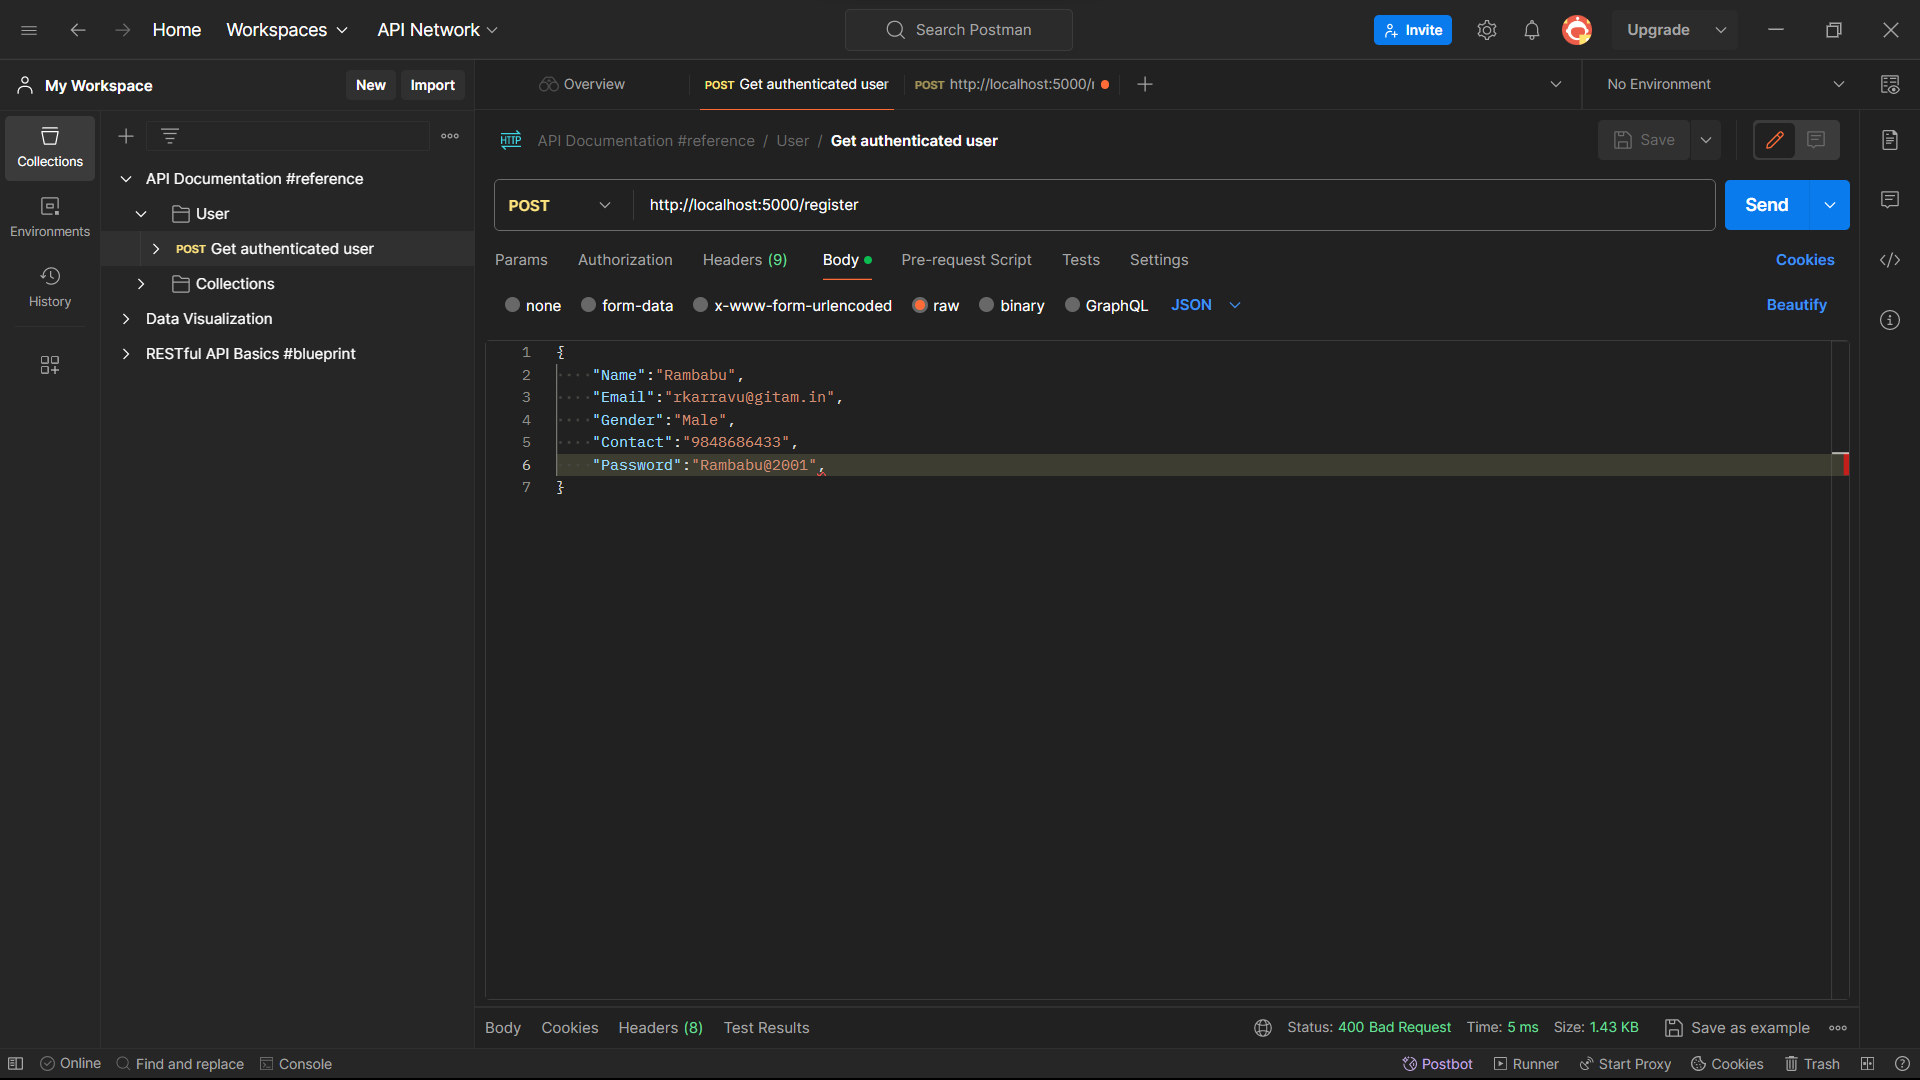 Home Workspaces API Network Search Postman Invite Upgrade
My Workspace New Import Overview POST Get authenticated user POST http://localhost:5000/ No Environment
Collections
Environments
History
API Documentation #reference
User
POST Get authenticated user
Collections
Data Visualization
RESTful API Basics #blueprint
HTTP API Documentation #reference / User / Get authenticated user Save
POST http://localhost:5000/register Send
Params Authorization Headers (9) Body Pre-request Script Tests Settings Cookies
none form-data x-www-form-urlencoded raw binary GraphQL JSON Beautify
1 {
2 "Name":"Rambabu",
3 "Email":"rkarravu@gitam.in",
4 "Gender":"Male",
5 "Contact":"9848686433",
6 "Password":"Rambabu@2001",
7 }
Body Cookies Headers (8) Test Results Status: 400 Bad Request Time: 5 ms Size: 1.43 KB Save as example
Online Find and replace Console Postbot Runner Start Proxy Cookies Trash